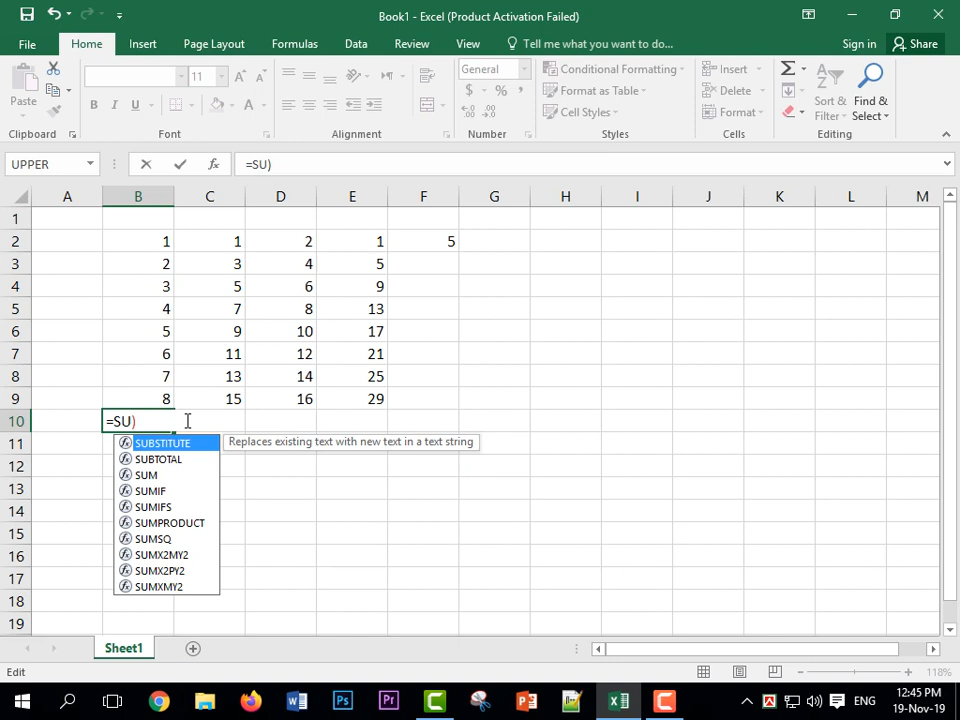 Book1 - Excel (Product Activation Failed)
File Home Insert Page Layout Formulas Data Review View Tell me what you want to do... Sign in Share
Paste
11
B I U
A A A
General
$ % ,
Conditional Formatting
Format as Table
Cell Styles
Insert
Delete
Format
Sort & Filter
Find & Select
Clipboard Font Alignment Number Styles Cells Editing
UPPER fx =SU)
A B C D E F G H I J K L M
1
2 1 1 2 1 5
3 2 3 4 5
4 3 5 6 9
5 4 7 8 13
6 5 9 10 17
7 6 11 12 21
8 7 13 14 25
9 8 15 16 29
10 =SU)
11 SUBSTITUTE Replaces existing text with new text in a text string
12 SUBTOTAL
SUM
13 SUMIF
14 SUMIFS
SUMPRODUCT
15 SUMSQ
16 SUMX2MY2
17 SUMX2PY2
SUMXMY2
18
19
Sheet1
Edit 118%
ENG
12:45 PM
19-Nov-19